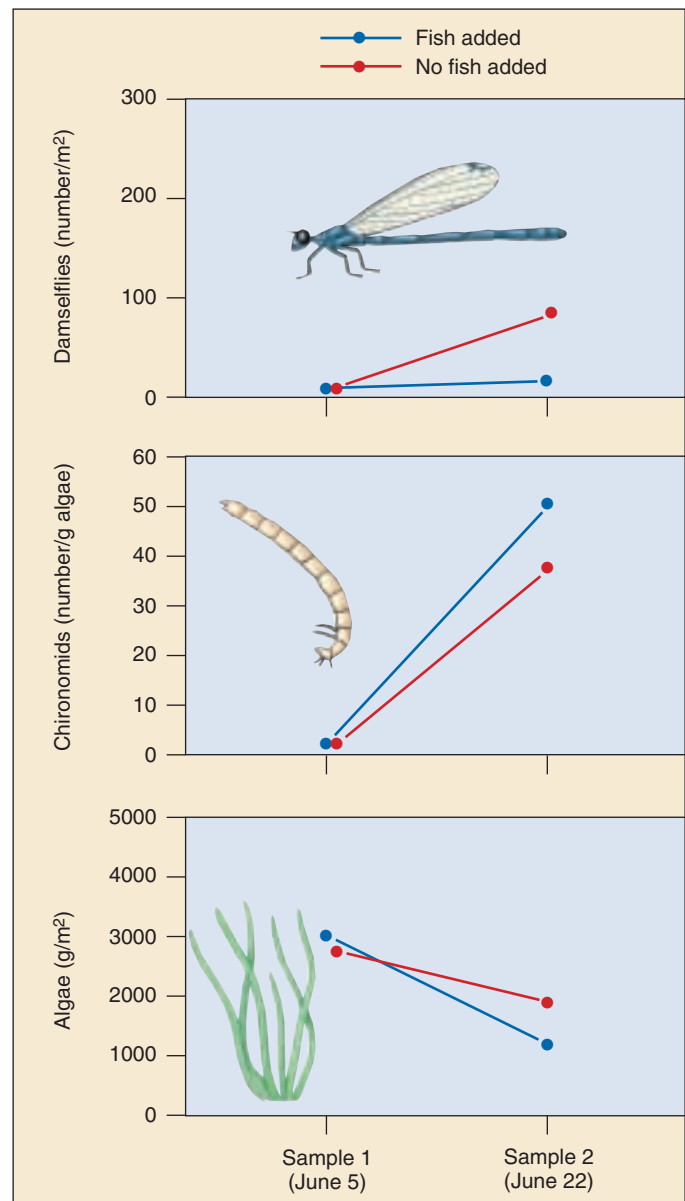 Fish added
No fish added
Damselflies (number/m²)
300
200
100
0
Chironomids (number/g algae)
60
50
40
30
20
10
0
Algae (g/m²)
5000
4000
3000
2000
1000
0
Sample 1
(June 5)
Sample 2
(June 22)